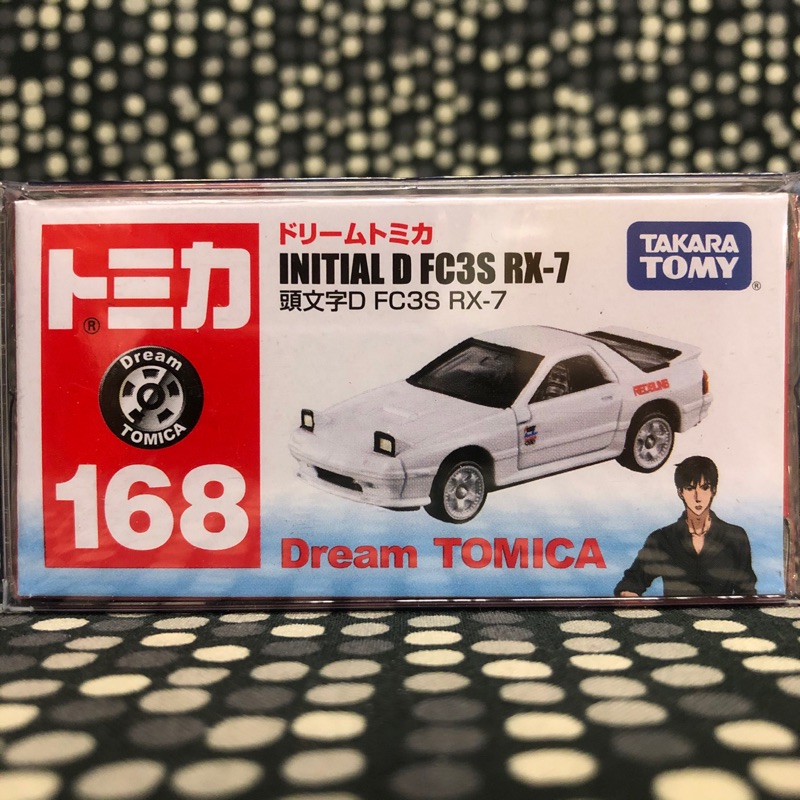 トミカ®
Dream
TOMICA
168
ドリームトミカ
INITIAL D FC3S RX-7
頭文字D FC3S RX-7
TAKARA
TOMY®
REDSUNS
Dream TOMICA